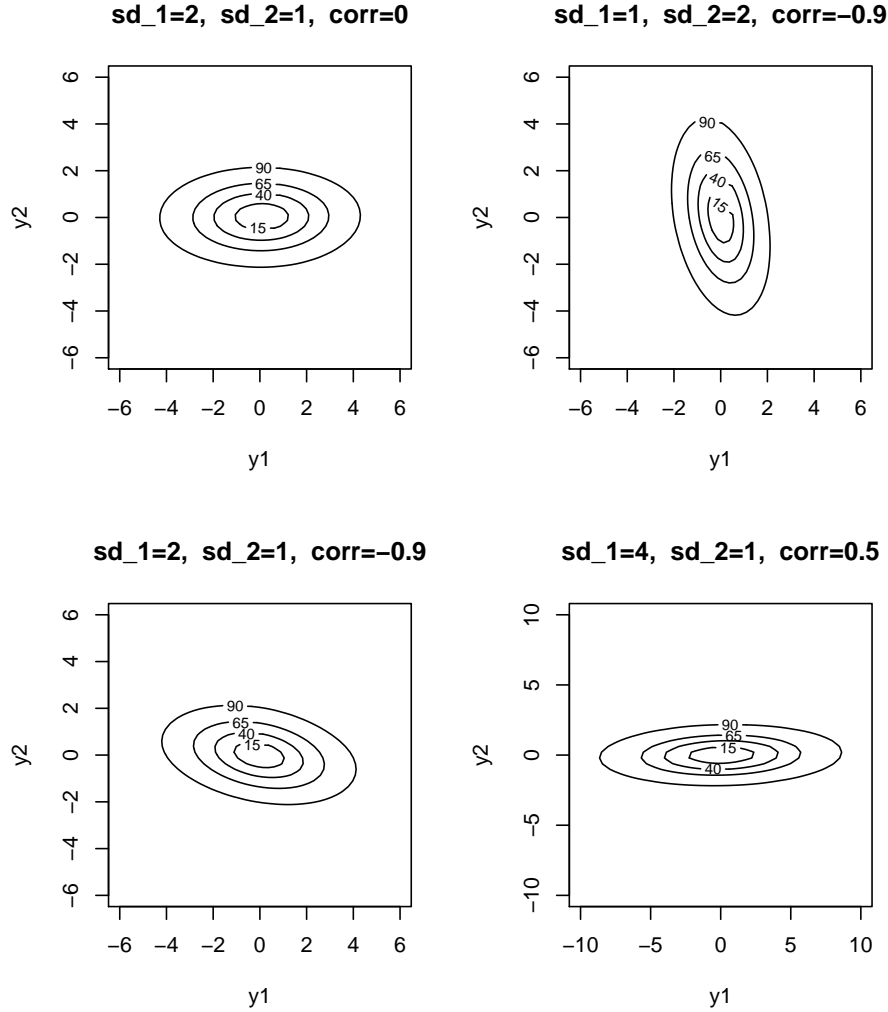 sd_1=2, sd_2=1, corr=0
6
4
2
0
−2
−4
−6
y2
90
65
40
15
−6 −4 −2 0 2 4 6
y1
sd_1=1, sd_2=2, corr=−0.9
6
4
2
0
−2
−4
−6
y2
90
65
40
15
−6 −4 −2 0 2 4 6
y1
sd_1=2, sd_2=1, corr=−0.9
6
4
2
0
−2
−4
−6
y2
90
65
40
15
−6 −4 −2 0 2 4 6
y1
sd_1=4, sd_2=1, corr=0.5
10
5
0
−5
−10
y2
90
65
15
40
−10 −5 0 5 10
y1